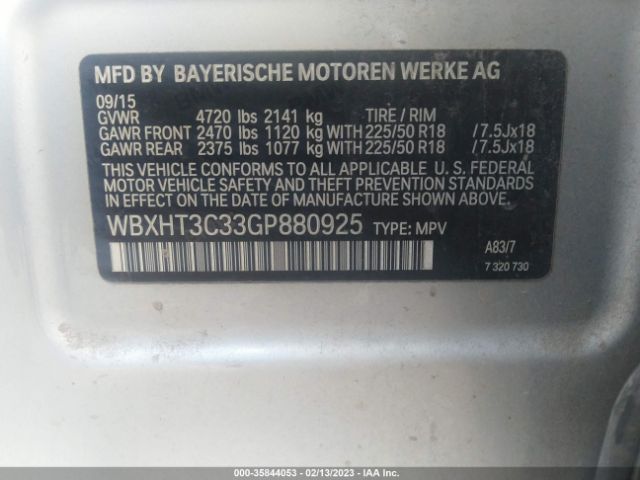 MFD BY BAYERISCHE MOTOREN WERKE AG
09/15
GVWR 4720 lbs 2141 kg TIRE / RIM
GAWR FRONT 2470 lbs 1120 kg WITH 225/50 R18 /7.5Jx18
GAWR REAR 2375 lbs 1077 kg WITH 225/50 R18 /7.5Jx18
THIS VEHICLE CONFORMS TO ALL APPLICABLE U.S. FEDERAL
MOTOR VEHICLE SAFETY AND THEFT PREVENTION STANDARDS
IN EFFECT ON THE DATE OF MANUFACTURE SHOWN ABOVE.
WBXHT3C33GP880925 TYPE: MPV
A83/7
7 320 730
000-35844053 - 02/13/2023 - IAA Inc.